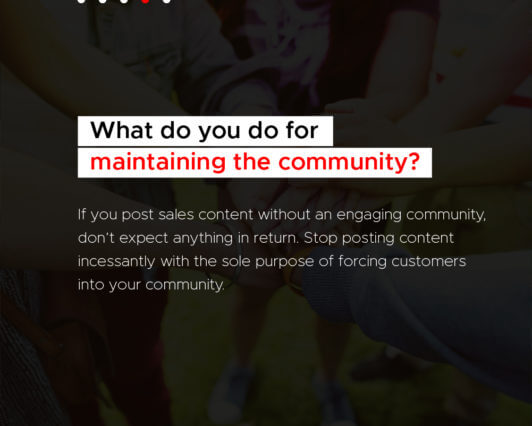 What do you do for
maintaining the community?
If you post sales content without an engaging community,
don't expect anything in return. Stop posting content
incessantly with the sole purpose of forcing customers
into your community.